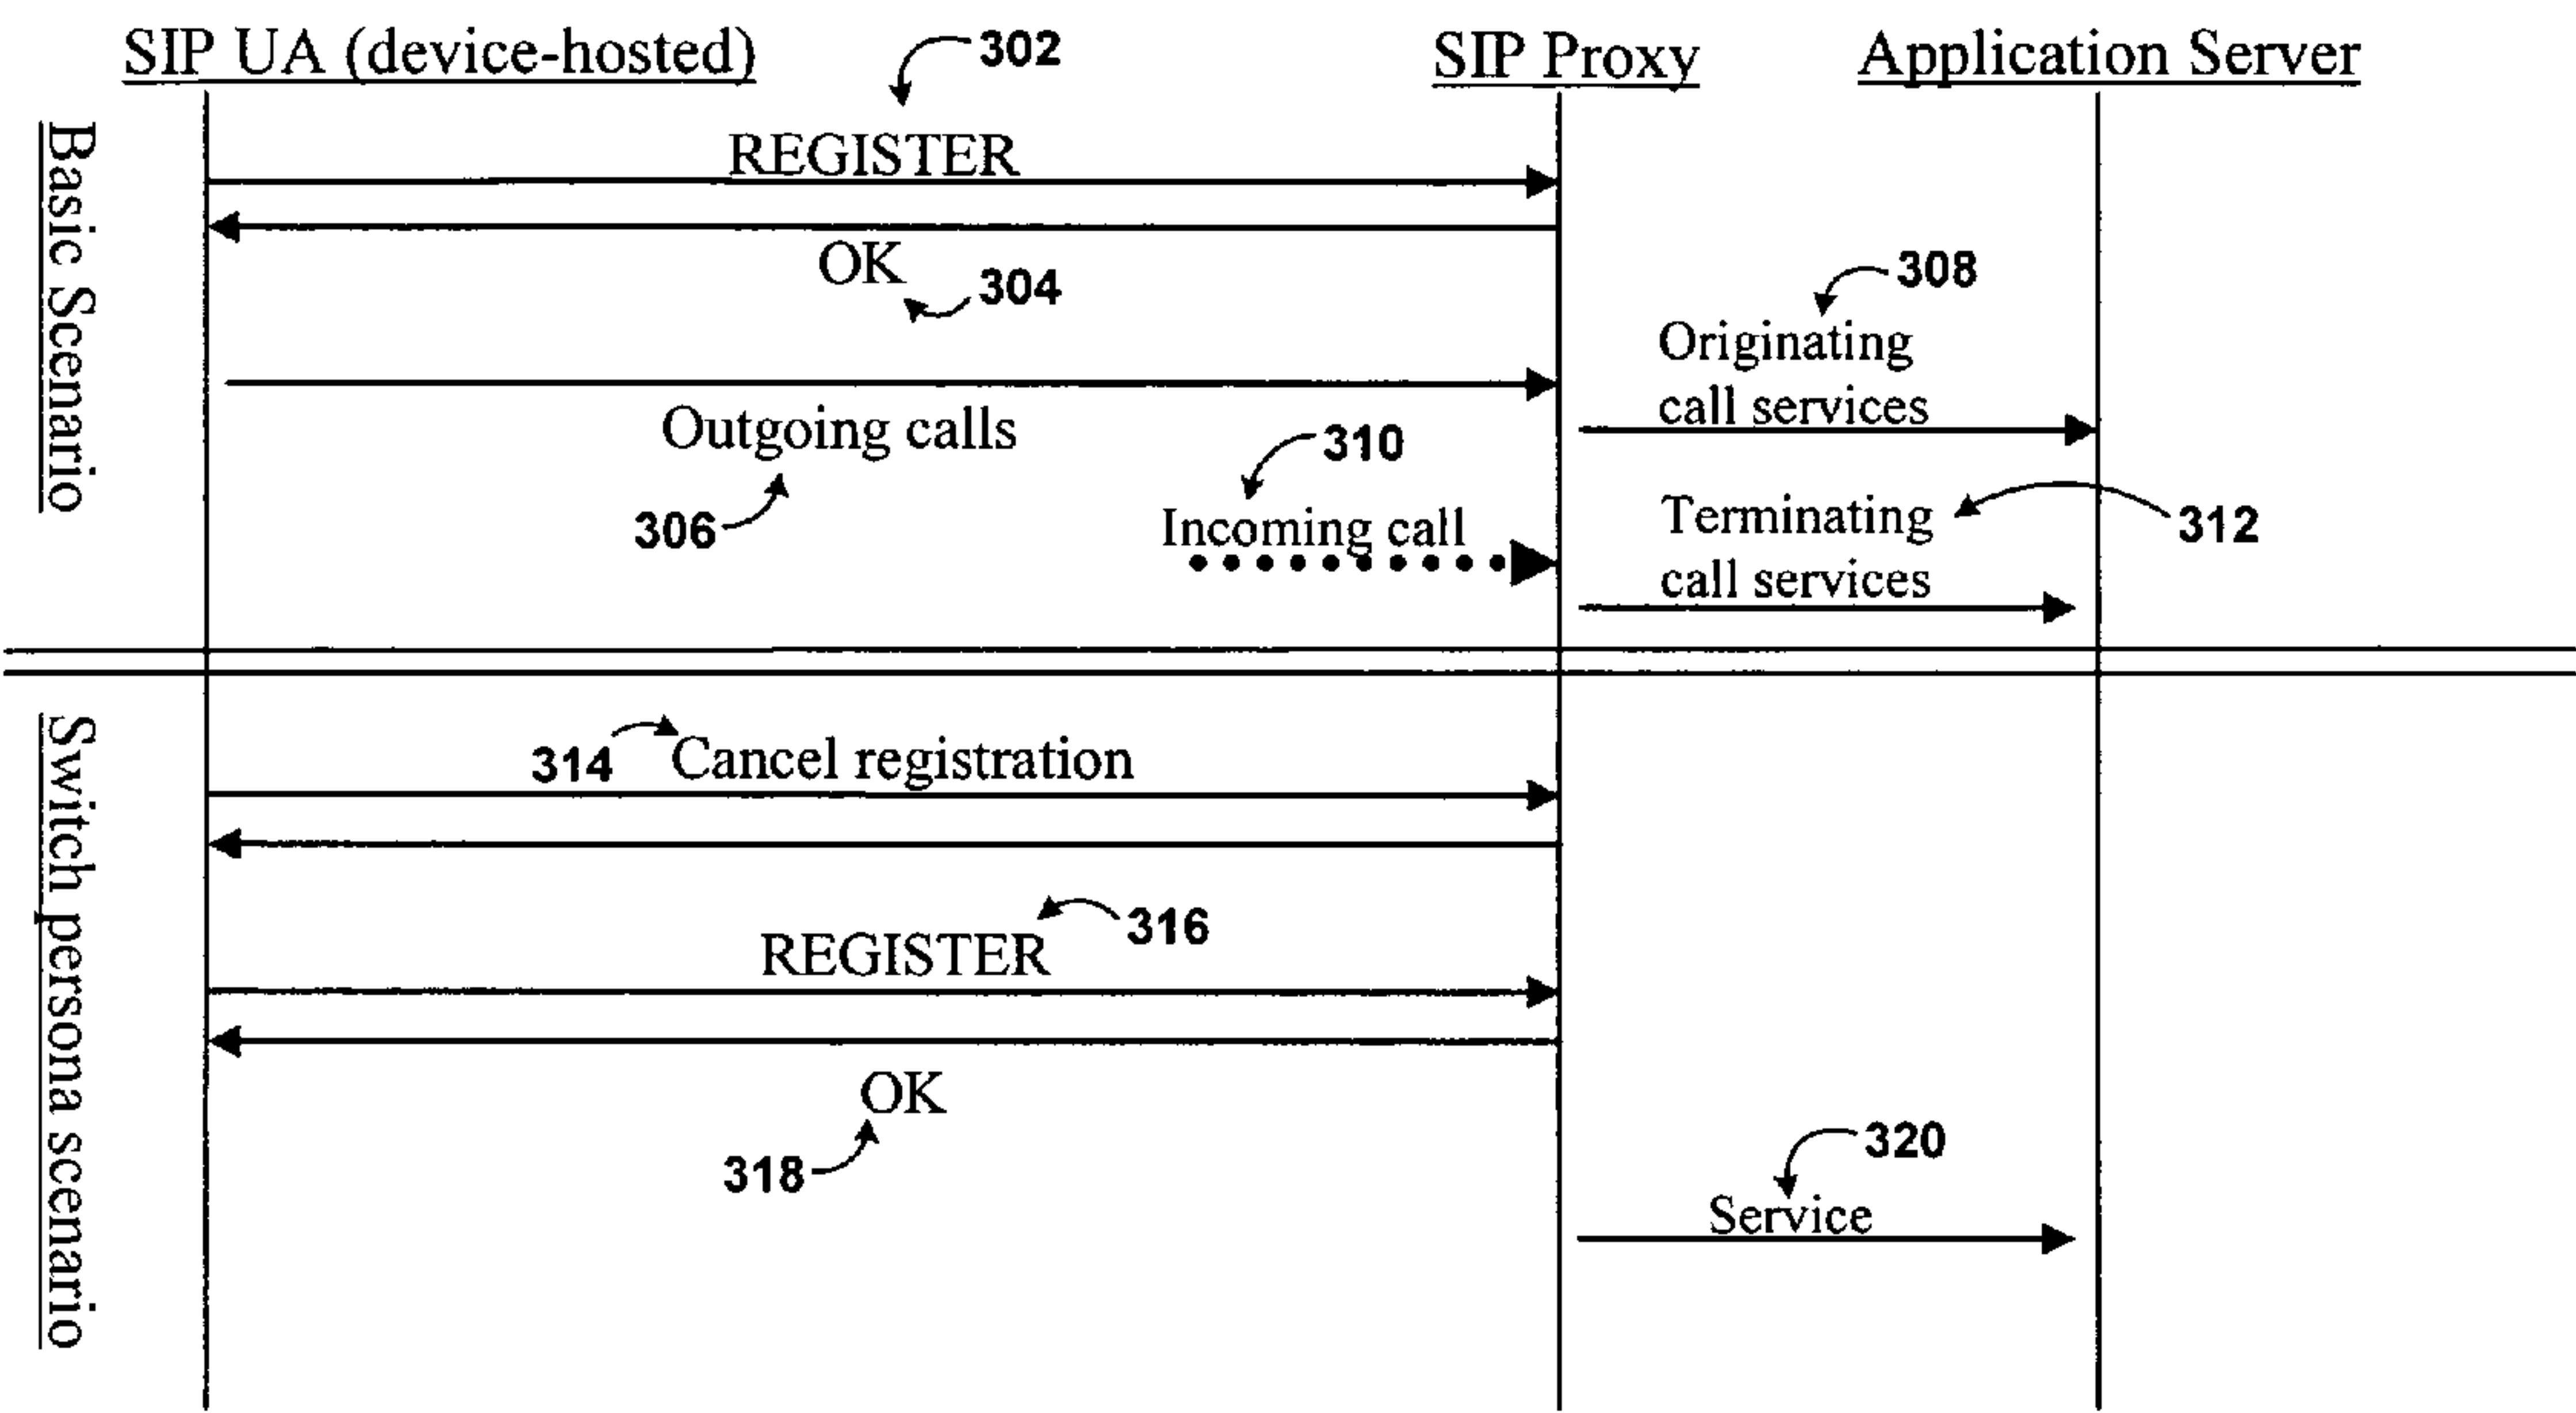 SIP UA (device-hosted)
302
SIP Proxy
Application Server
Basic Scenario
REGISTER
OK
304
308
Originating
call services
Outgoing calls
310
306
Incoming call
Terminating
312
call services
Switch persona scenario
314
Cancel registration
316
REGISTER
OK
318
320
Service